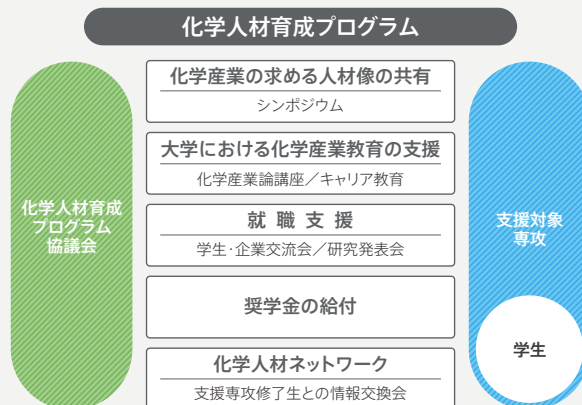 化学人材育成プログラム
化学人材育成
プログラム
協議会
化学産業の求める人材像の共有
シンポジウム
大学における化学産業教育の支援
化学産業論講座／キャリア教育
就職支援
学生・企業交流会／研究発表会
奨学金の給付
化学人材ネットワーク
支援専攻修了生との情報交換会
支援対象
専攻
学生